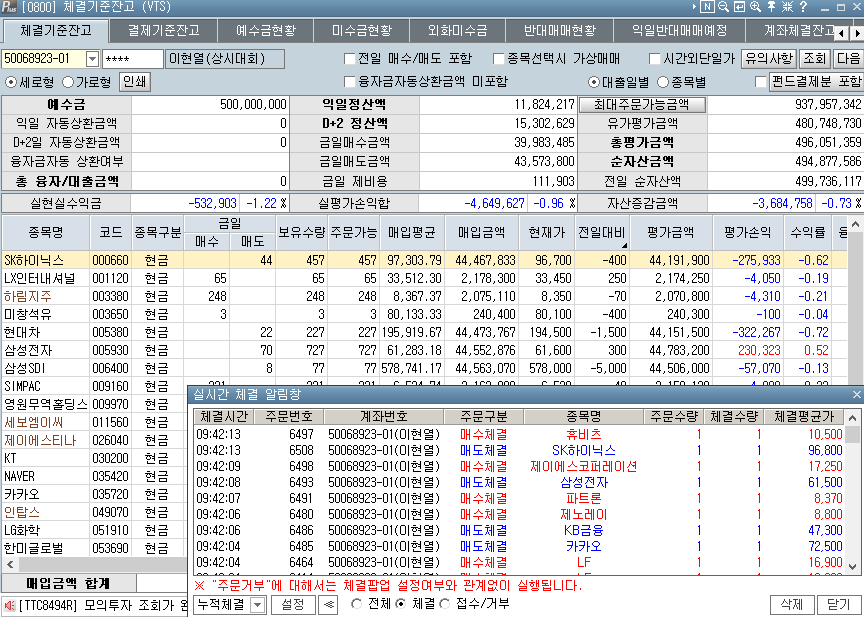 [0800] 체결기준잔고 (VTS)
체결기준잔고 결제기준잔고 예수금현황 미수금현황 외화미수금 반대매매현황 익일반대매매예정 계좌체결잔고
50068923-01 **** 이현열(상시대회) 전일 매수/매도 포함 종목선택시 가상매매 시간외단일가 유의사항 조회 다음
세로형 가로형 인쇄 융자금자동상환금액 미포함 대출일별 종목별 펀드결제분 포함
예수금 500,000,000 익일정산액 11,824,217 최대주문가능금액 937,957,342
익일 자동상환금액 0 D+2 정산액 15,302,629 유가평가금액 480,748,730
D+2일 자동상환금액 0 금일매수금액 39,983,485 총평가금액 496,051,359
융자금자동 상환여부 금일매도금액 43,573,800 순자산금액 494,877,586
총 융자/대출금액 0 금일 제비용 111,903 전일 순자산액 499,736,117
실현실수익금 -532,903 -1.22 % 실평가손익합 -4,649,627 -0.96 % 자산증감금액 -3,684,758 -0.73 %
종목명 코드 종목구분 금일 보유수량 주문가능 매입평균 매입금액 현재가 전일대비 평가금액 평가손익 수익률
매수 매도
SK하이닉스 000660 현금 44 457 457 97,303.79 44,467,833 96,700 -400 44,191,900 -275,933 -0.62
LX인터내셔널 001120 현금 65 65 65 33,512.30 2,178,300 33,450 250 2,174,250 -4,050 -0.19
하림지주 003380 현금 248 248 248 8,367.37 2,075,110 8,350 -70 2,070,800 -4,310 -0.21
미창석유 003650 현금 3 3 3 80,133.33 240,400 80,100 -400 240,300 -100 -0.04
현대차 005380 현금 22 227 227 195,919.67 44,473,767 194,500 -1,500 44,151,500 -322,267 -0.72
삼성전자 005930 현금 70 727 727 61,283.18 44,552,876 61,600 300 44,783,200 230,323 0.52
삼성SDI 006400 현금 8 77 77 578,741.17 44,563,070 578,000 -5,000 44,506,000 -57,070 -0.13
SIMPAC 009160 현금
영원무역홀딩스 009970 현금
세보엠이씨 011560 현금
제이에스티나 026040 현금
KT 030200 현금
NAVER 035420 현금
카카오 035720 현금
인탑스 049070 현금
LG화학 051910 현금
한미글로벌 053690 현금
매입금액 합계
[TTC8494R] 모의투자 조회가
실시간 체결 알림창
체결시간 주문번호 계좌번호 주문구분 종목명 주문수량 체결수량 체결평균가
09:42:13 6497 50068923-01(이현열) 매수체결 휴비츠 1 1 10,500
09:42:13 6508 50068923-01(이현열) 매도체결 SK하이닉스 1 1 96,800
09:42:09 6498 50068923-01(이현열) 매수체결 제이에스코퍼레이션 1 1 17,250
09:42:08 6493 50068923-01(이현열) 매도체결 삼성전자 1 1 61,500
09:42:07 6491 50068923-01(이현열) 매수체결 파트론 1 1 8,370
09:42:06 6480 50068923-01(이현열) 매수체결 제노레이 1 1 8,800
09:42:06 6486 50068923-01(이현열) 매도체결 KB금융 1 1 47,300
09:42:04 6485 50068923-01(이현열) 매도체결 카카오 1 1 72,500
09:42:04 6464 50068923-01(이현열) 매수체결 LF 1 1 16,900
※ "주문거부"에 대해서는 체결팝업 설정여부와 관계없이 실행됩니다.
누적체결 설정 ≪ 전체 체결 접수/거부 삭제 닫기